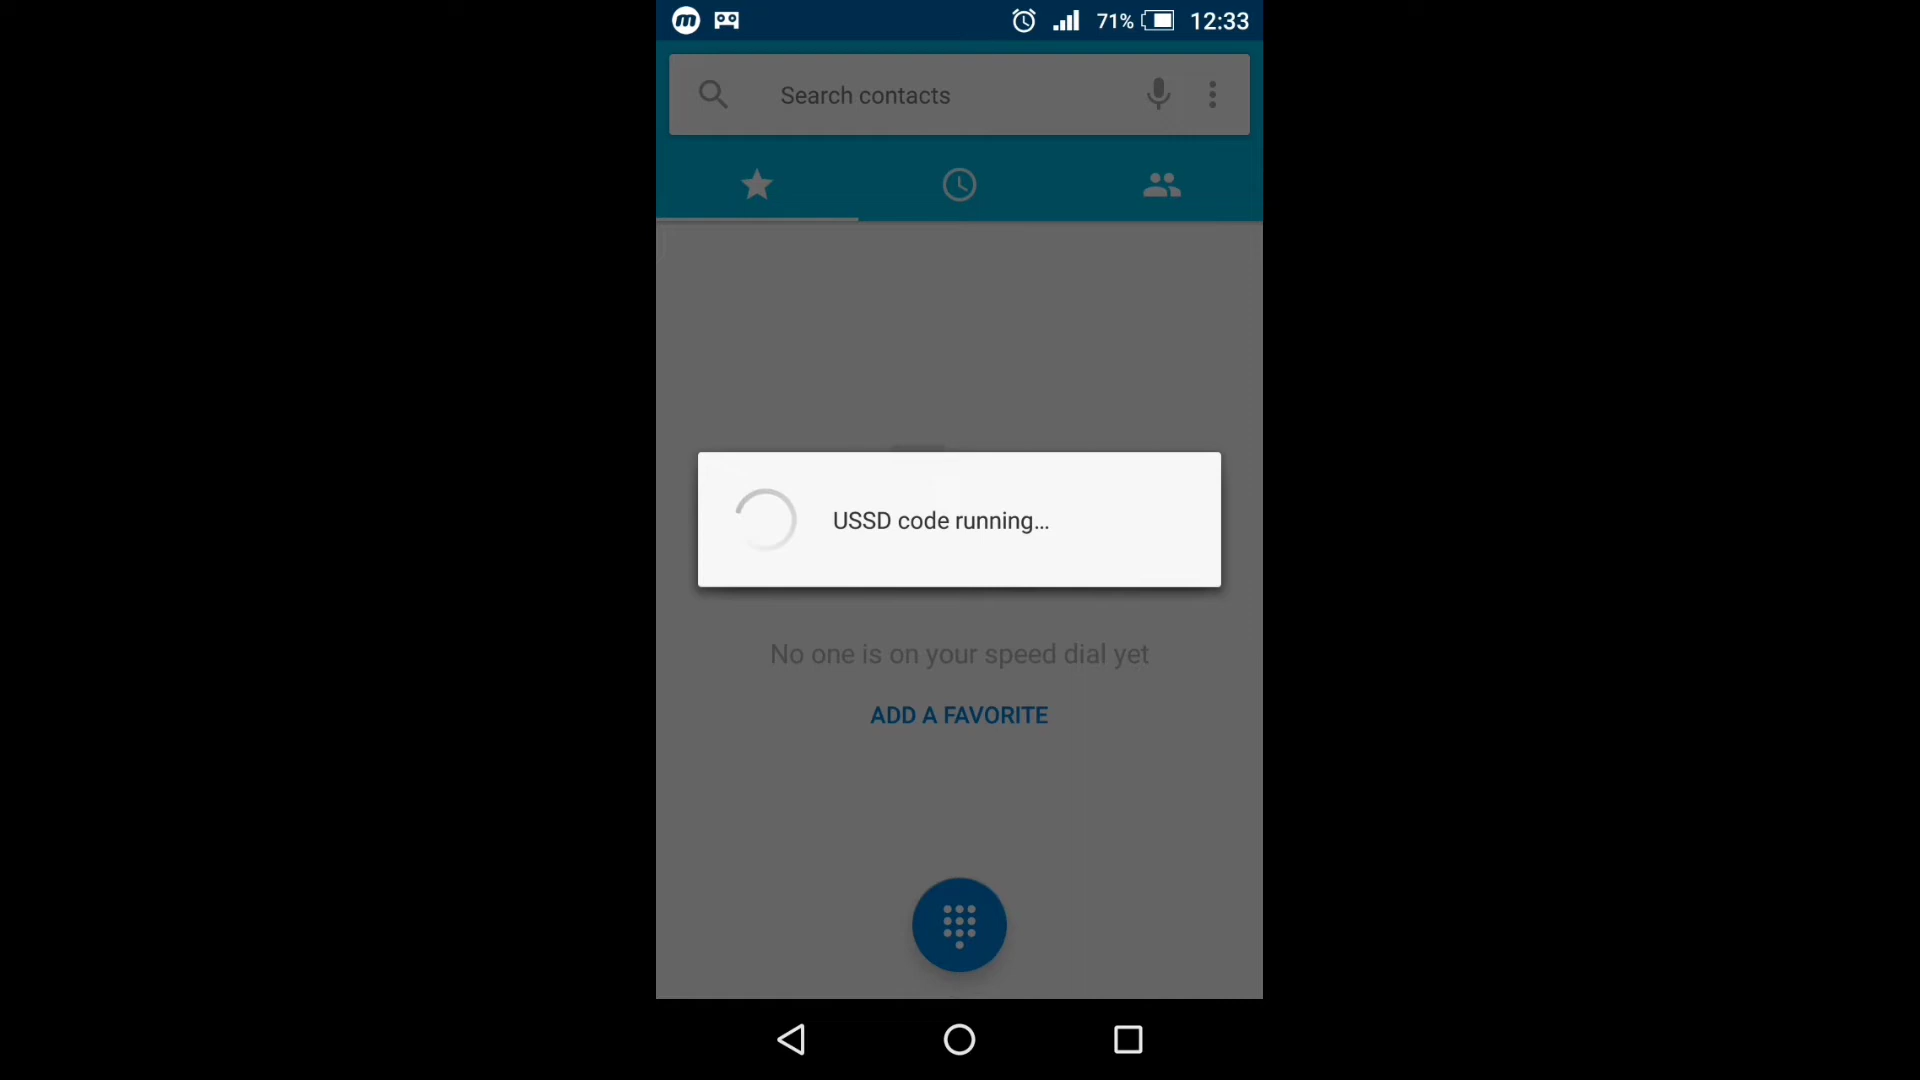 71% 12:33
Search contacts
USSD code running...
No one is on your speed dial yet
ADD A FAVORITE